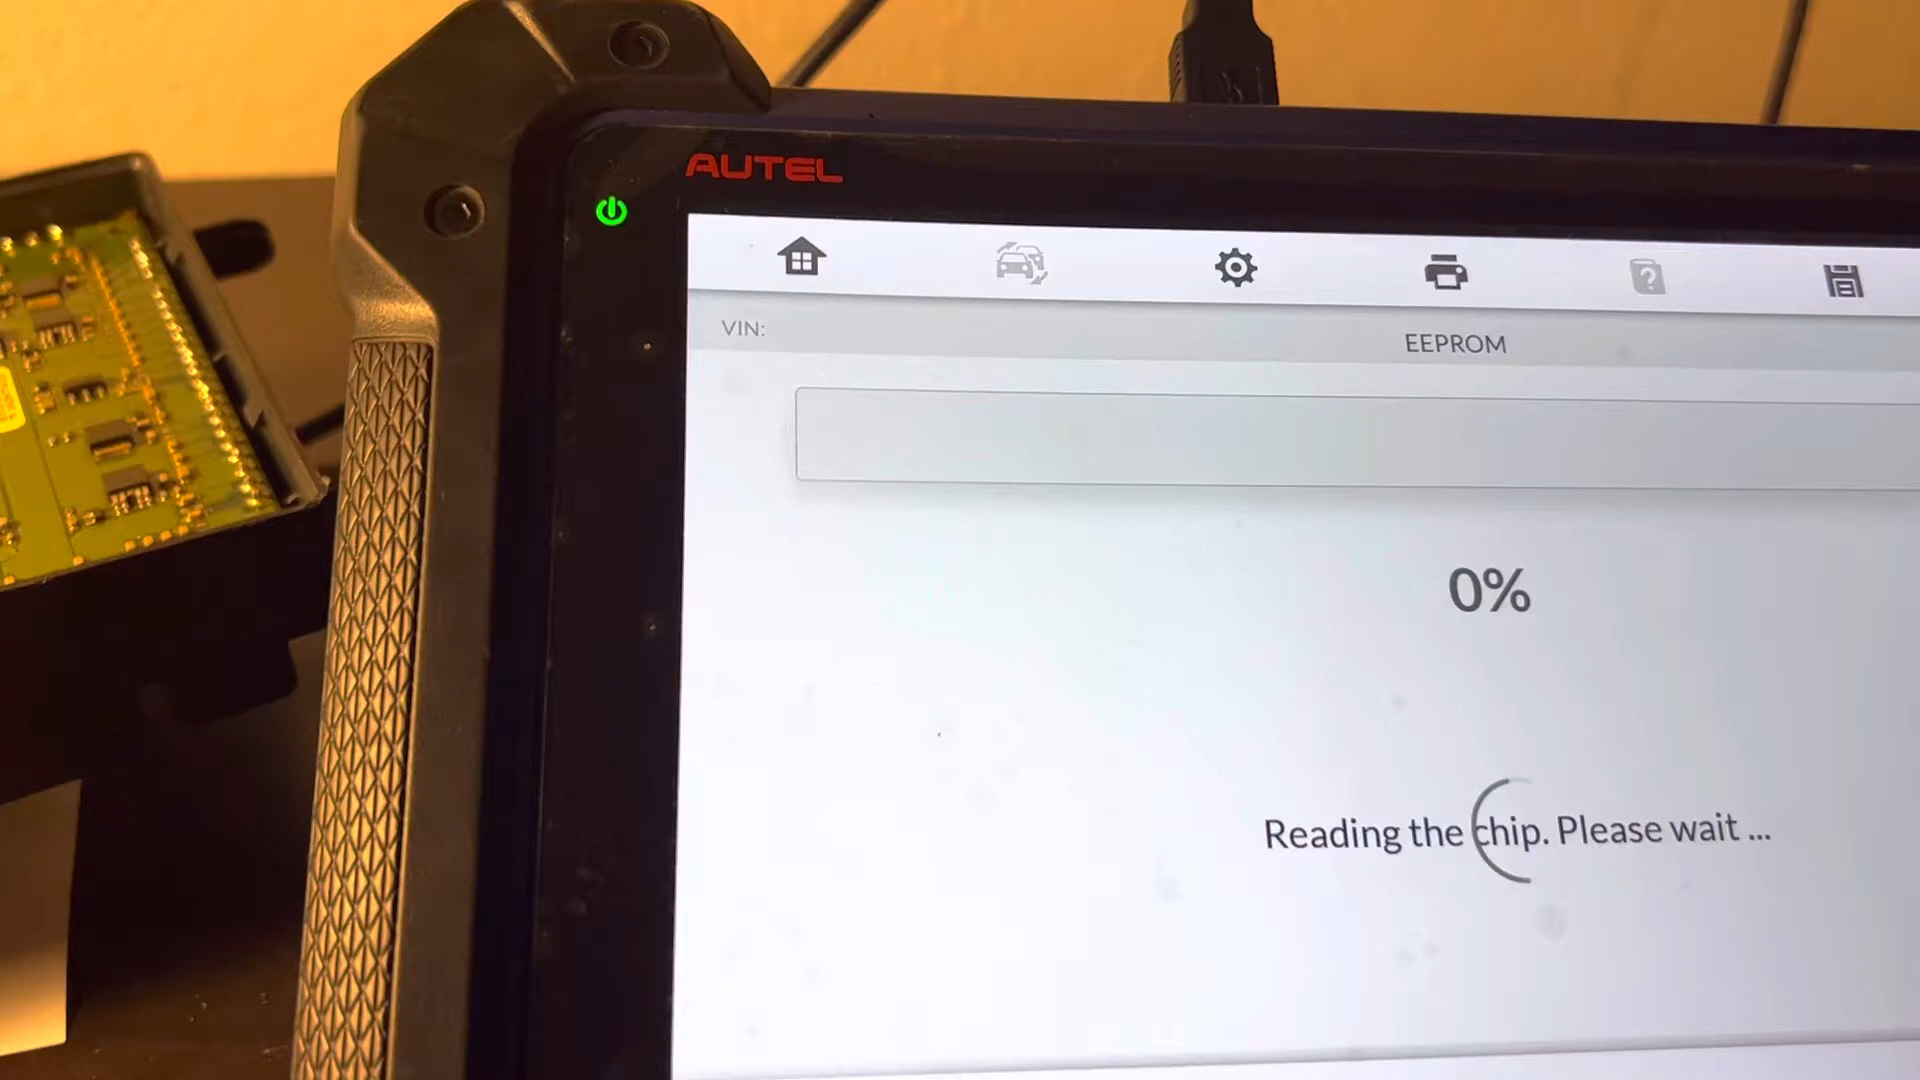 AUTEL
VIN:
EEPROM
0%
Reading the chip. Please wait ...